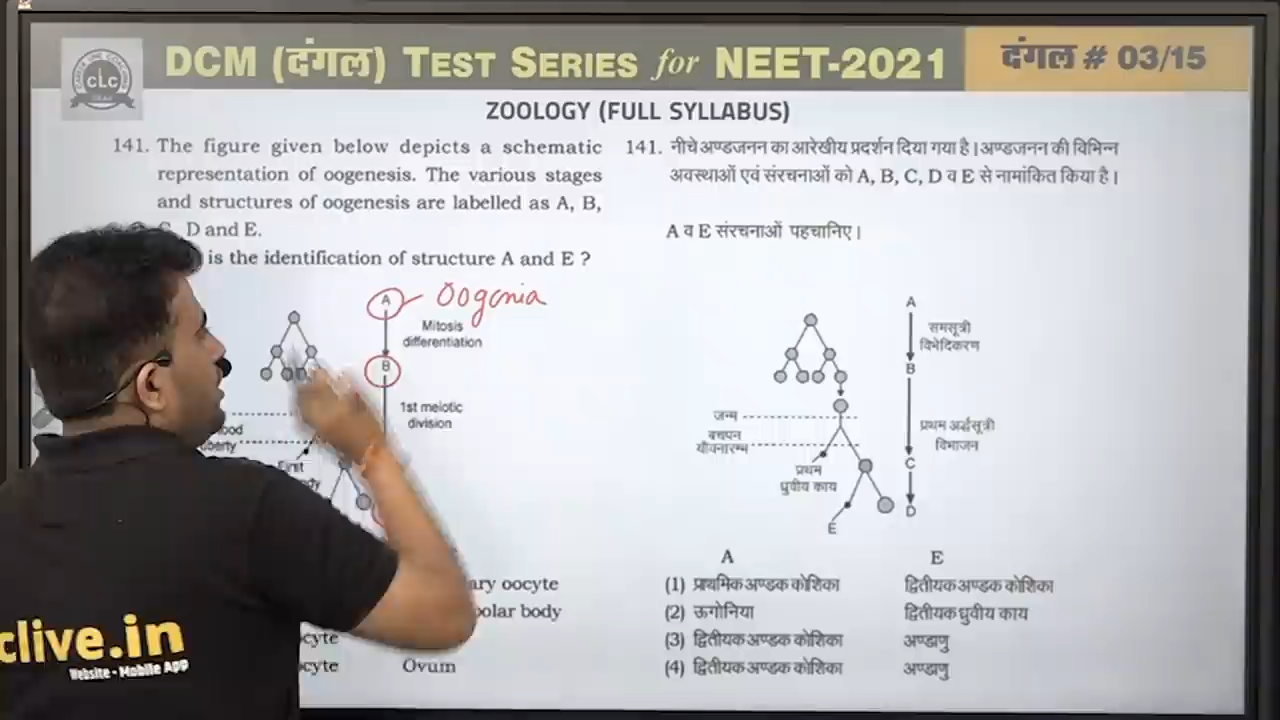 CLC
DCM (दंगल) TEST SERIES for NEET-2021
दंगल # 03/15
ZOOLOGY (FULL SYLLABUS)
141. The figure given below depicts a schematic
representation of oogenesis. The various stages
and structures of oogenesis are labelled as A, B,
C, D and E.
is the identification of structure A and E ?
A Oogonia
Mitosis
differentiation
B
1st meiotic
division
First
ary oocyte
polar body
cyte
cyte Ovum
141. नीचे अण्डजनन का आरेखीय प्रदर्शन दिया गया है। अण्डजनन की विभिन्न
अवस्थाओं एवं संरचनाओं को A, B, C, D व E से नामांकित किया है।
A व E संरचनाओं पहचानिए।
A
समसूत्री
विभेदिकरण
B
जन्म
बचपन
यौवनारम्भ
प्रथम अर्द्धसूत्री
विभाजन
प्रथम
ध्रुवीय काय
C
D
E
A E
(1) प्राथमिक अण्डक कोशिका द्वितीयक अण्डक कोशिका
(2) ऊगोनिया द्वितीयक ध्रुवीय काय
(3) द्वितीयक अण्डक कोशिका अण्डाणु
(4) द्वितीयक अण्डक कोशिका अण्डाणु
clive.in
Website - Mobile App